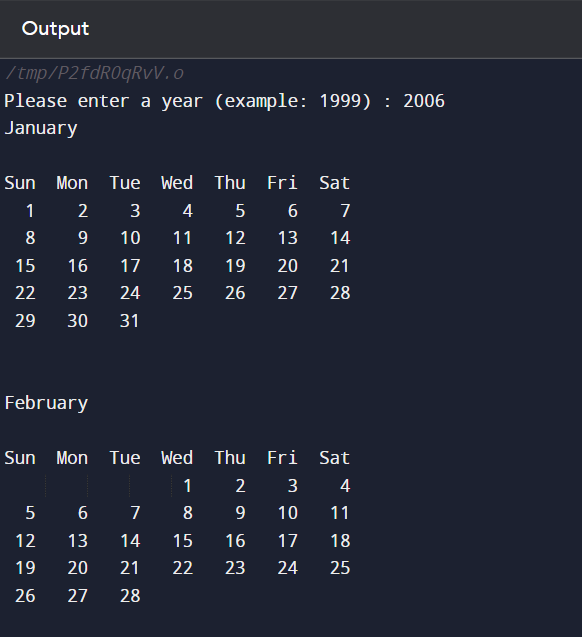 Output
/tmp/P2fdR0qRvV.o
Please enter a year (example: 1999) : 2006
January
Sun  Mon  Tue  Wed  Thu  Fri  Sat
  1    2    3    4    5    6    7
  8    9   10   11   12   13   14
 15   16   17   18   19   20   21
 22   23   24   25   26   27   28
 29   30   31
February
Sun  Mon  Tue  Wed  Thu  Fri  Sat
                 1    2    3    4
  5    6    7    8    9   10   11
 12   13   14   15   16   17   18
 19   20   21   22   23   24   25
 26   27   28